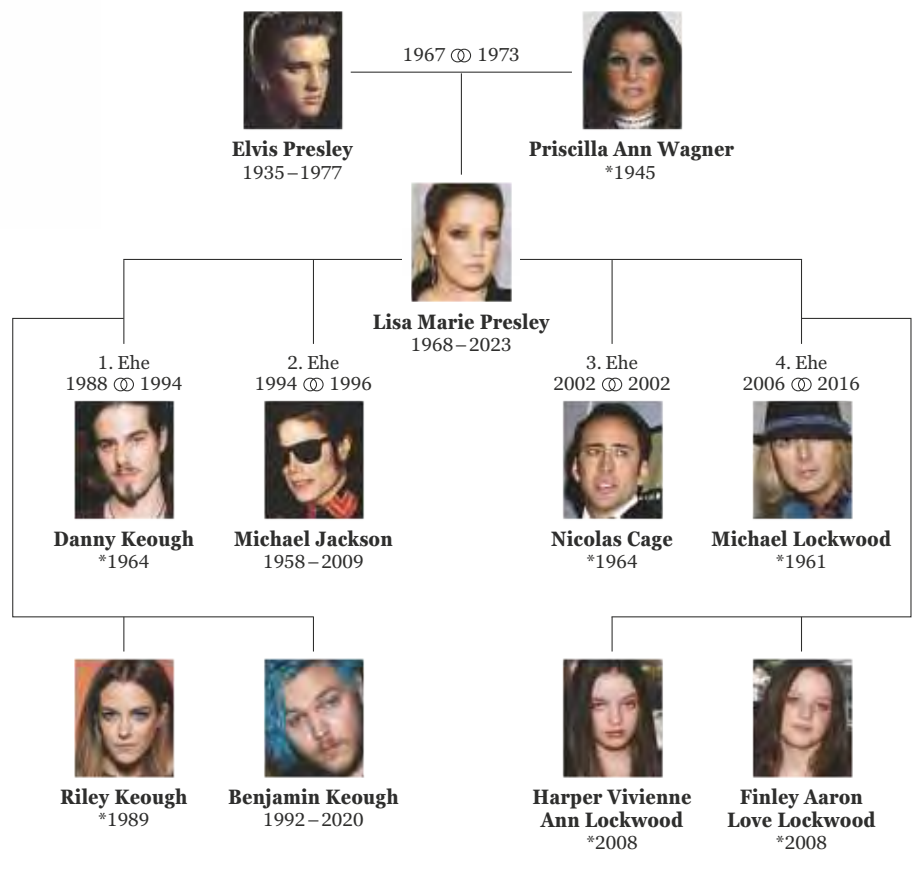 1967 ⚭ 1973
Elvis Presley
1935–1977
Priscilla Ann Wagner
*1945
Lisa Marie Presley
1968–2023
1. Ehe
1988 ⚭ 1994
2. Ehe
1994 ⚭ 1996
3. Ehe
2002 ⚭ 2002
4. Ehe
2006 ⚭ 2016
Danny Keough
*1964
Michael Jackson
1958–2009
Nicolas Cage
*1964
Michael Lockwood
*1961
Riley Keough
*1989
Benjamin Keough
1992–2020
Harper Vivienne
Ann Lockwood
*2008
Finley Aaron
Love Lockwood
*2008